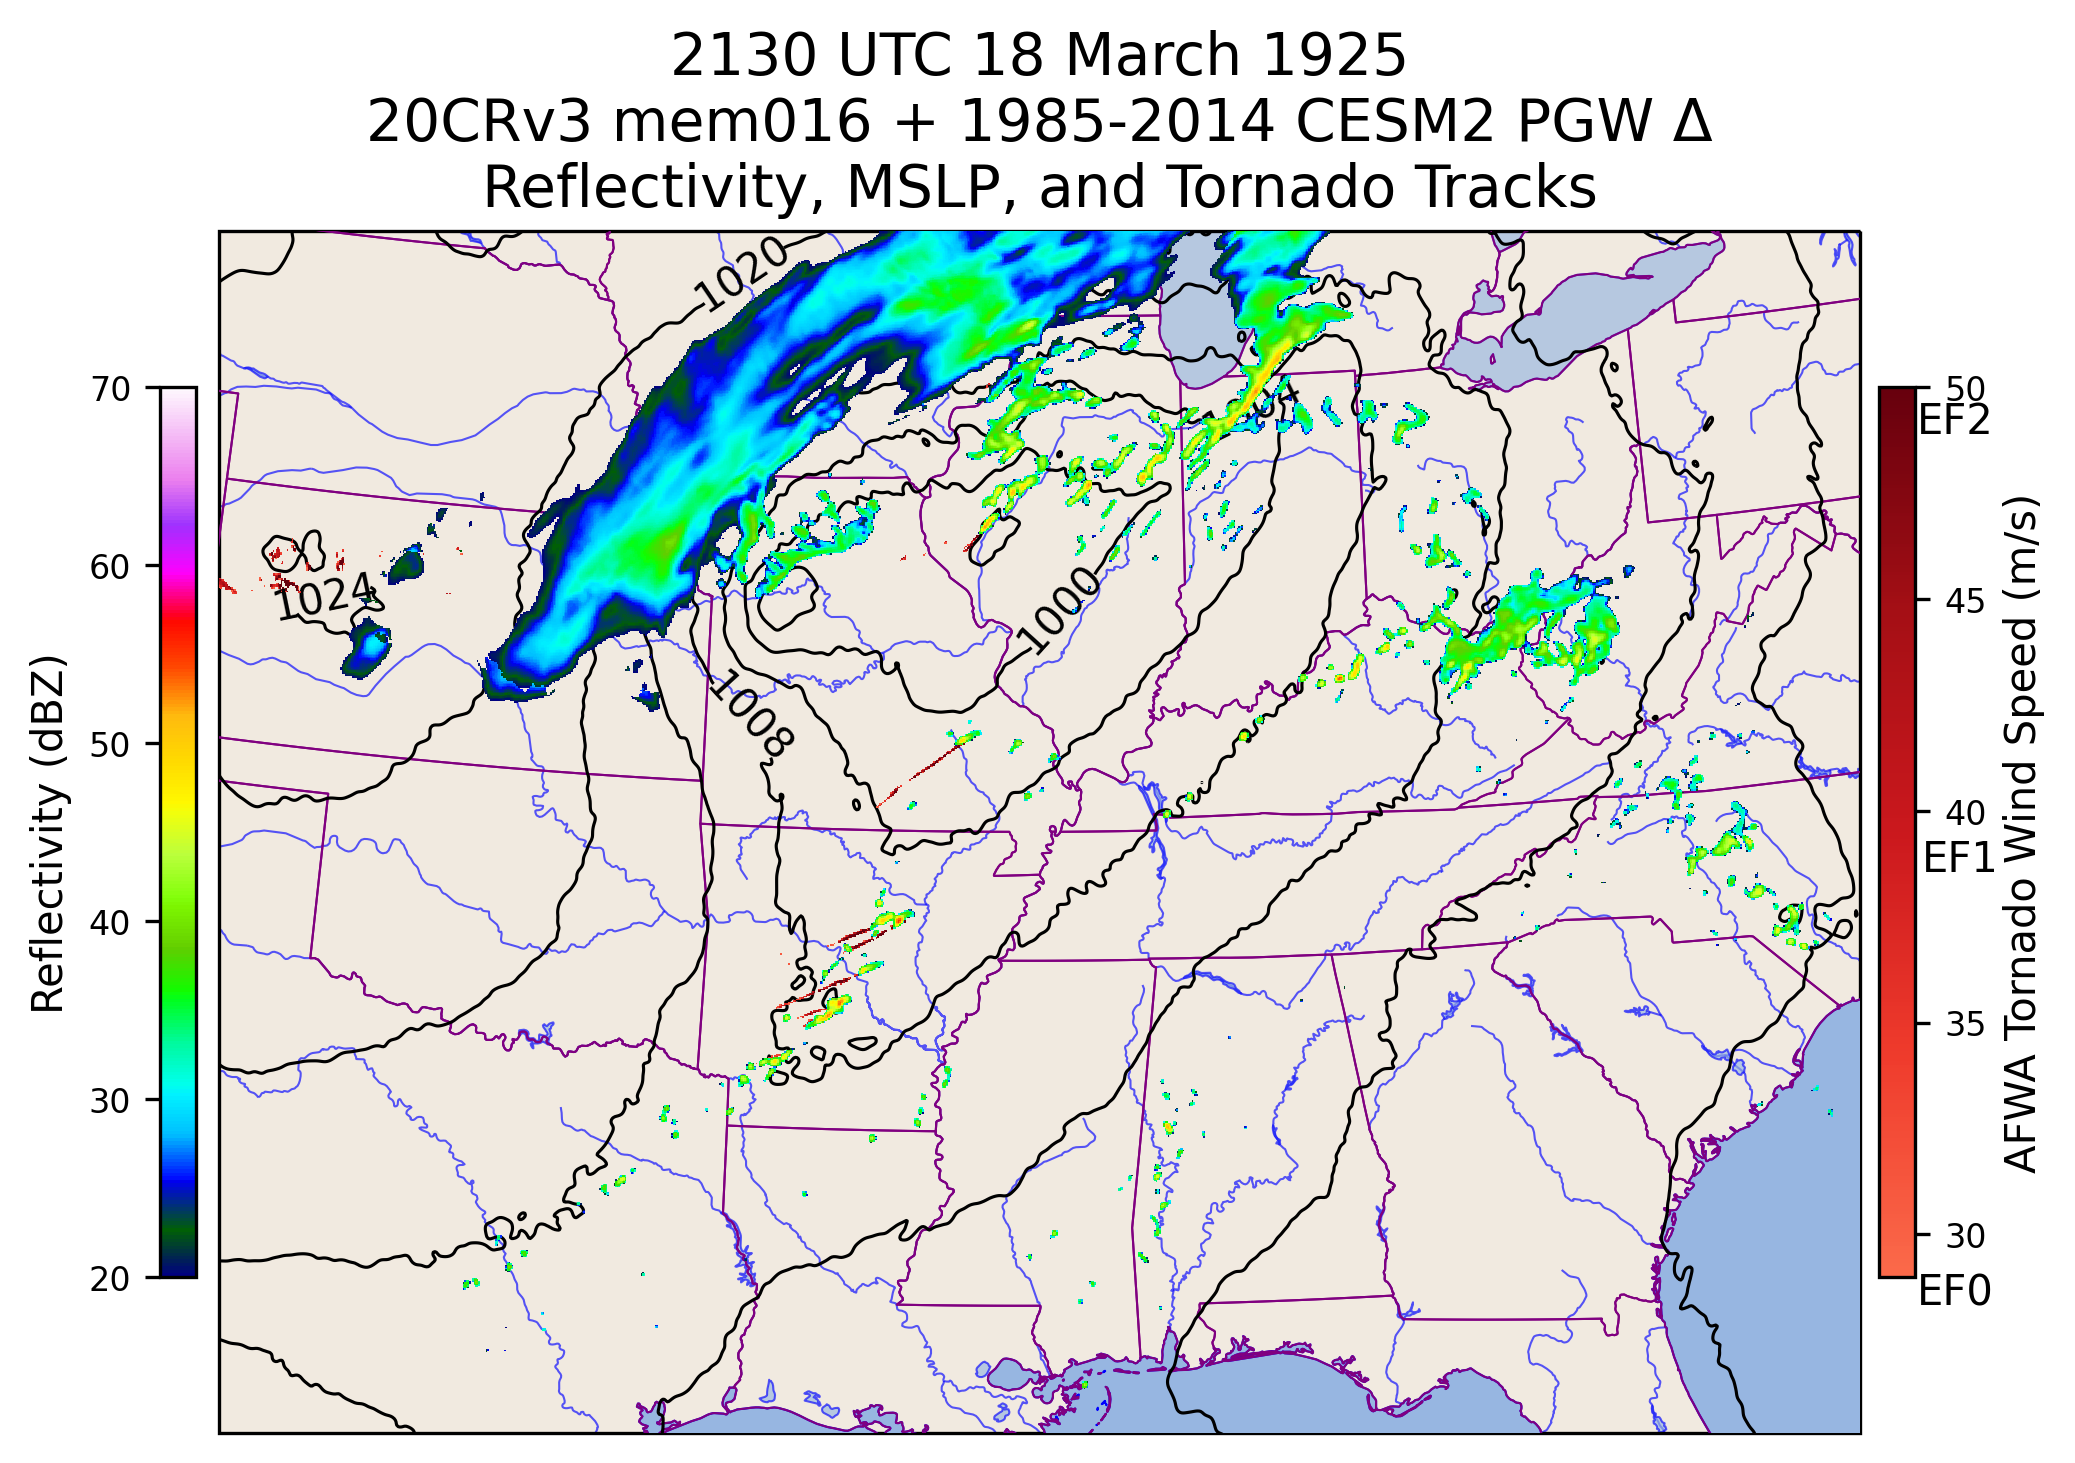 2130 UTC 18 March 1925
20CRv3 mem016 + 1985-2014 CESM2 PGW Δ
Reflectivity, MSLP, and Tornado Tracks
1020
1024
1000
1008
70
60
50
40
30
20
Reflectivity (dBZ)
50
EF2
45
40
EF1
35
30
EF0
AFWA Tornado Wind Speed (m/s)